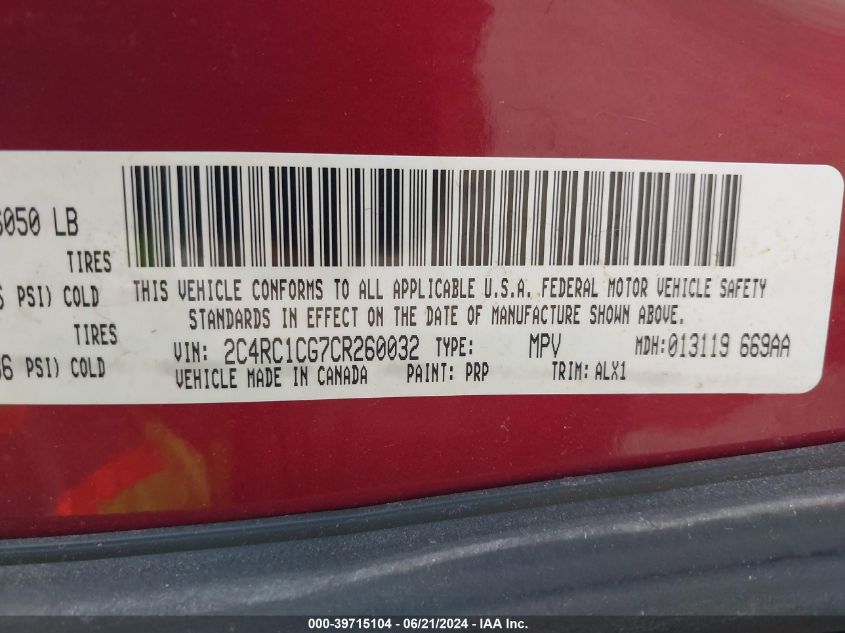 6050 LB
TIRES
PSI) COLD
TIRES
36 PSI) COLD
THIS VEHICLE CONFORMS TO ALL APPLICABLE U.S.A. FEDERAL MOTOR VEHICLE SAFETY
STANDARDS IN EFFECT ON THE DATE OF MANUFACTURE SHOWN ABOVE.
VIN: 2C4RC1CG7CR260032 TYPE: MPV MDH:013119 669AA
VEHICLE MADE IN CANADA PAINT: PRP TRIM: ALX1
000-39715104 - 06/21/2024 - IAA Inc.